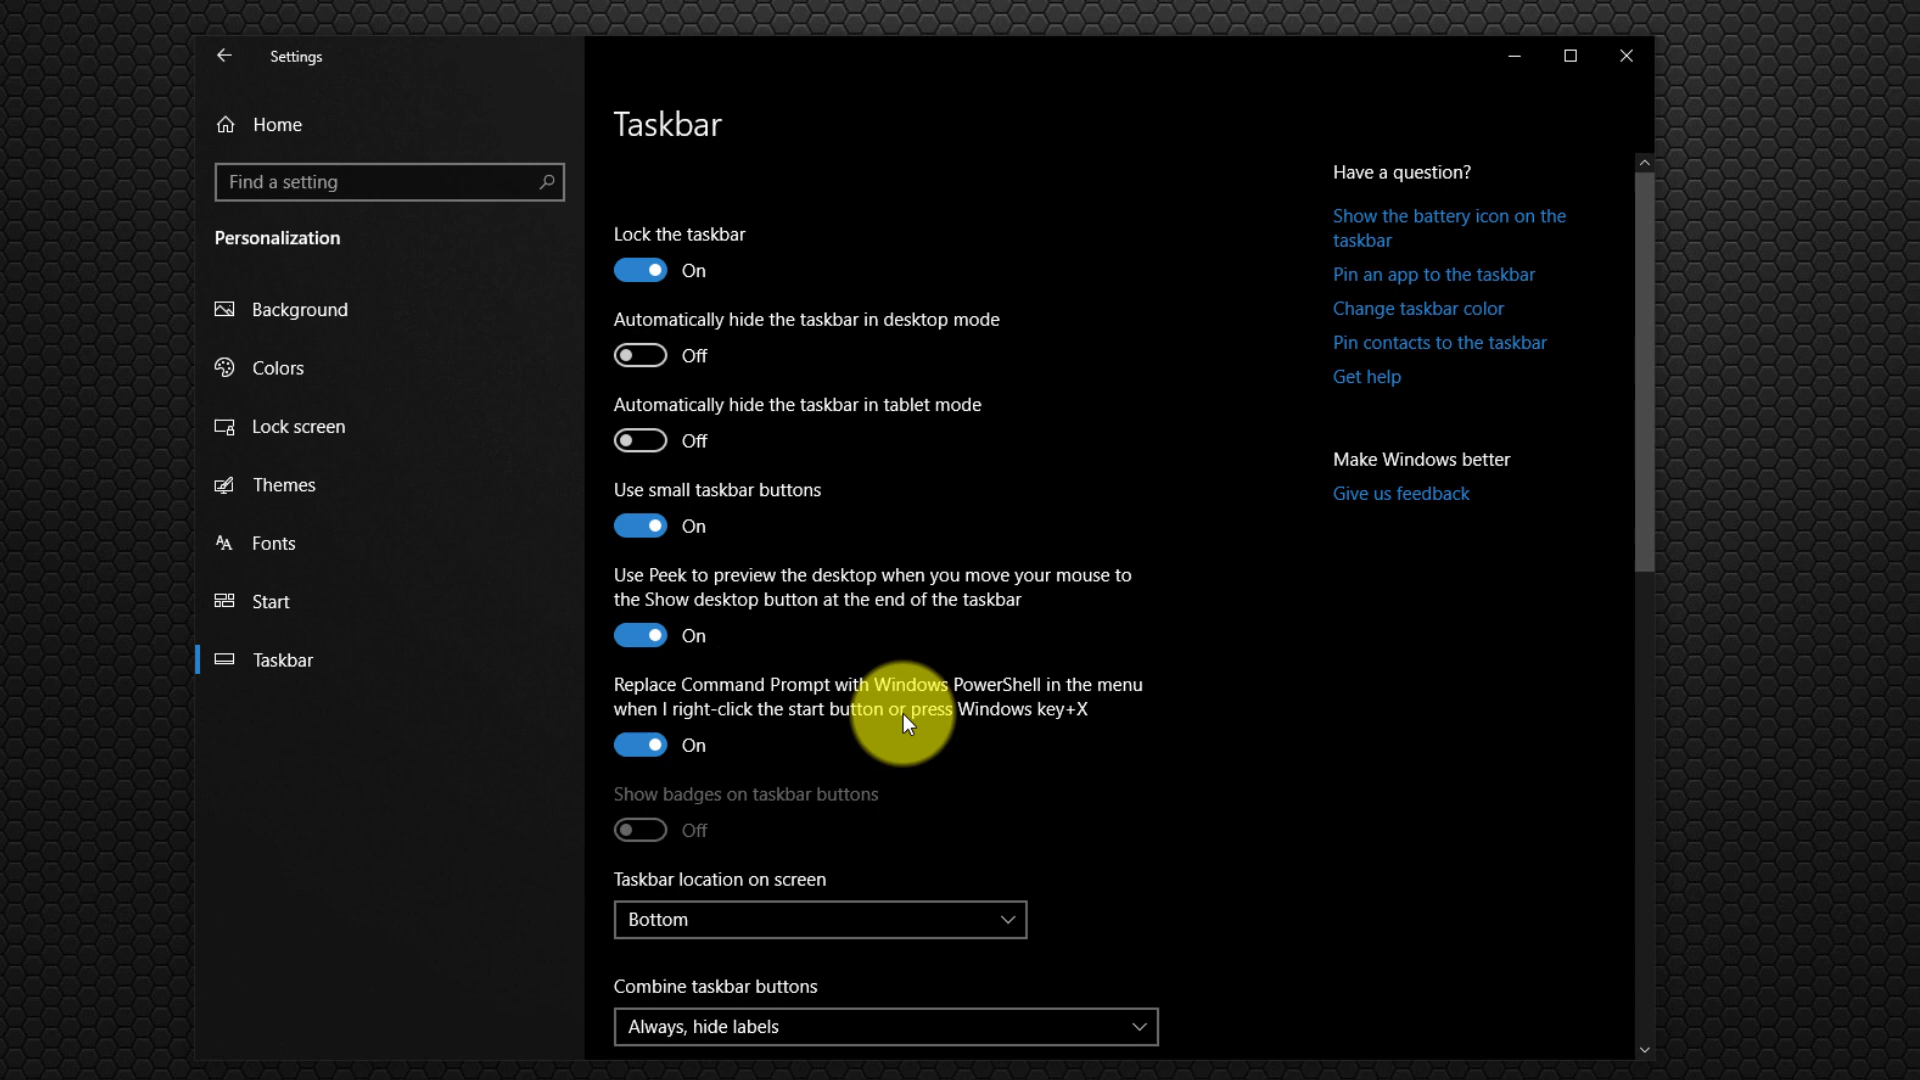 Settings
Home
Find a setting
Personalization
Background
Colors
Lock screen
Themes
Fonts
Start
Taskbar
Taskbar
Lock the taskbar
On
Automatically hide the taskbar in desktop mode
Off
Automatically hide the taskbar in tablet mode
Off
Use small taskbar buttons
On
Use Peek to preview the desktop when you move your mouse to
the Show desktop button at the end of the taskbar
On
Replace Command Prompt with Windows PowerShell in the menu
when I right-click the start button or press Windows key+X
On
Show badges on taskbar buttons
Off
Taskbar location on screen
Bottom
Combine taskbar buttons
Always, hide labels
Have a question?
Show the battery icon on the
taskbar
Pin an app to the taskbar
Change taskbar color
Pin contacts to the taskbar
Get help
Make Windows better
Give us feedback